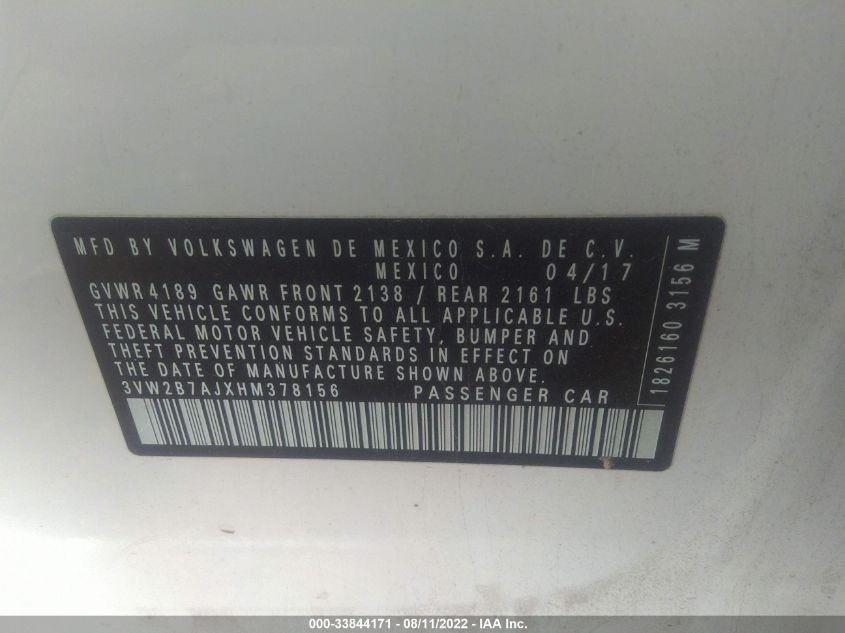 MFD BY VOLKSWAGEN DE MEXICO S.A. DE C.V.
MEXICO 04/17
GVWR 4189 GAWR FRONT 2138 / REAR 2161 LBS
THIS VEHICLE CONFORMS TO ALL APPLICABLE U.S.
FEDERAL MOTOR VEHICLE SAFETY, BUMPER AND
THEFT PREVENTION STANDARDS IN EFFECT ON
THE DATE OF MANUFACTURE SHOWN ABOVE.
3VW2B7AJXHM378156 PASSENGER CAR
1826160 3156 M
000-33844171 - 08/11/2022 - IAA Inc.